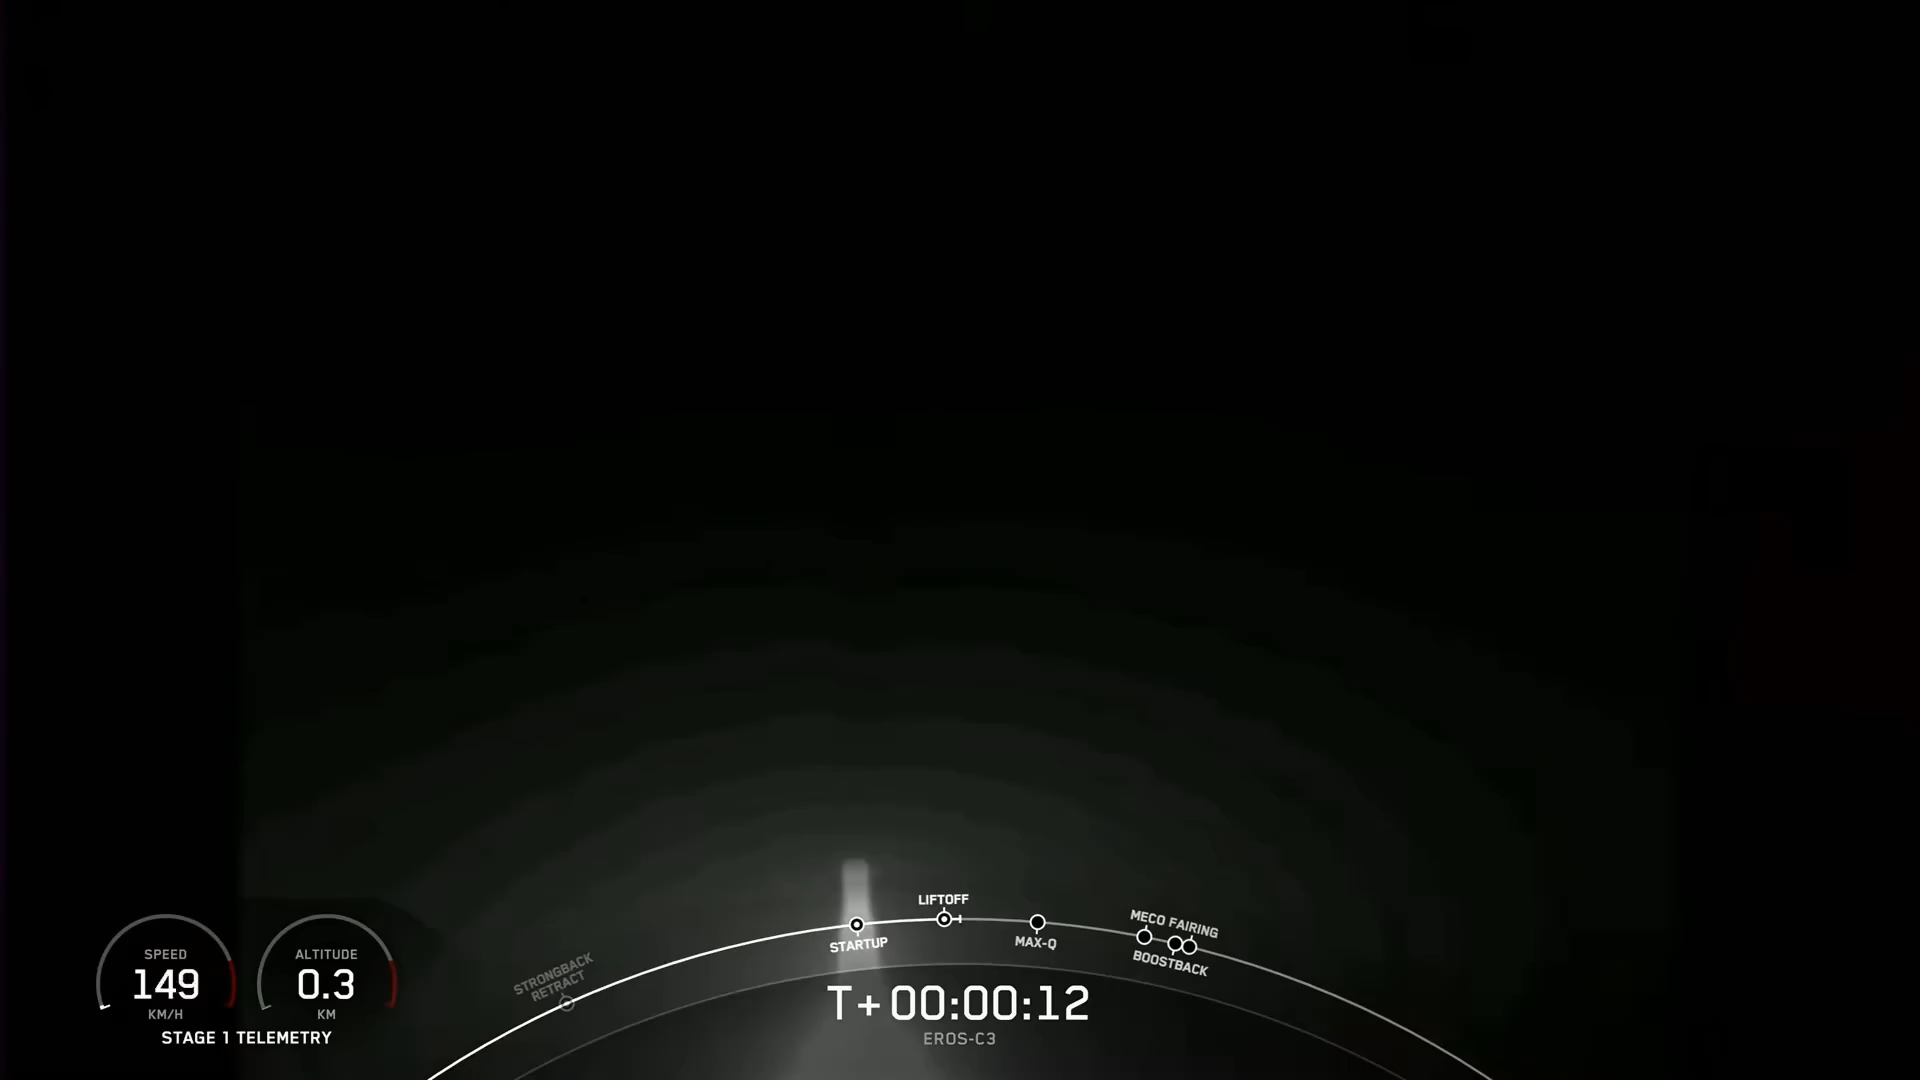 LIFTOFF
MECO FAIRING
STARTUP
MAX-Q
BOOSTBACK
STRONGBACK
RETRACT
SPEED
149
KM/H
ALTITUDE
0.3
KM
STAGE 1 TELEMETRY
T+00:00:12
EROS-C3